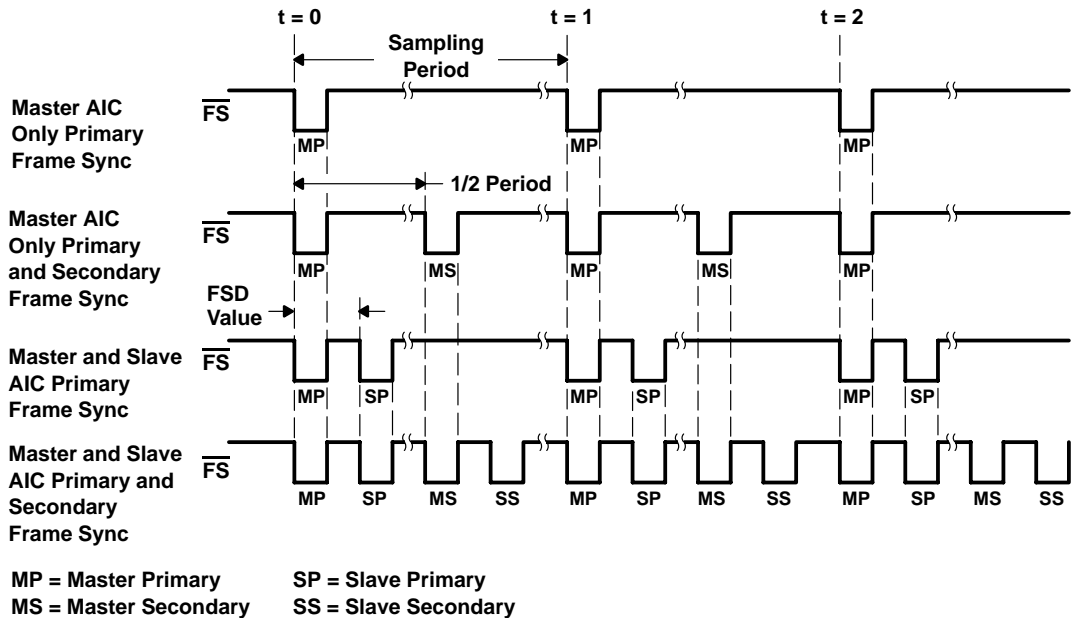 t = 0 t = 1 t = 2
Sampling
Period
Master AIC
Only Primary
Frame Sync
FS
MP MP MP
1/2 Period
Master AIC
Only Primary
and Secondary
Frame Sync
FS
MP MS MP MS MP
FSD
Value
Master and Slave
AIC Primary
Frame Sync
FS
MP SP MP SP MP SP
Master and Slave
AIC Primary and
Secondary
Frame Sync
FS
MP SP MS SS MP SP MS SS MP SP MS SS
MP = Master Primary SP = Slave Primary
MS = Master Secondary SS = Slave Secondary